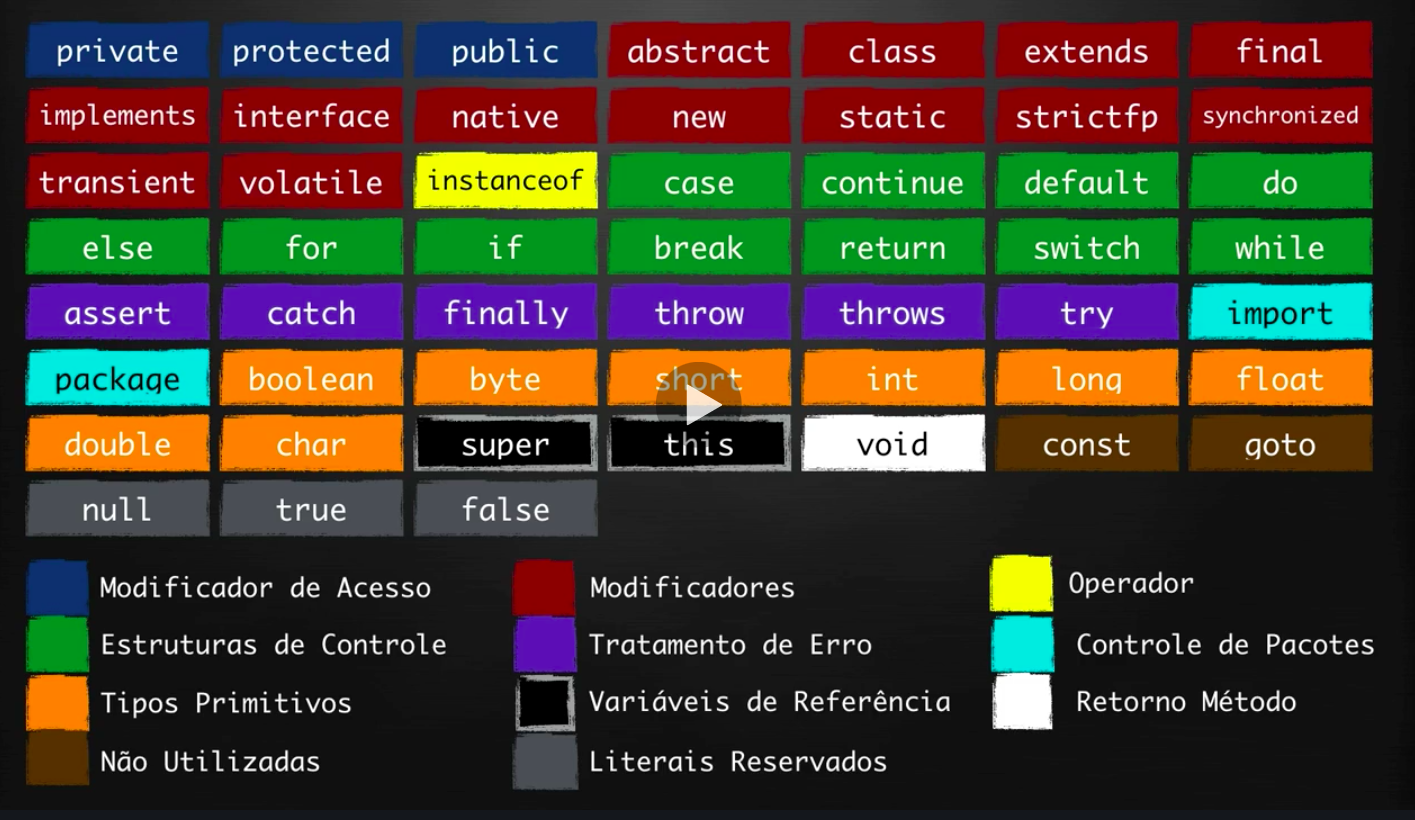 private protected public abstract class extends final
implements interface native new static strictfp synchronized
transient volatile instanceof case continue default do
else for if break return switch while
assert catch finally throw throws try import
package boolean byte short int long float
double char super this void const goto
null true false
Modificador de Acesso Modificadores Operador
Estruturas de Controle Tratamento de Erro Controle de Pacotes
Tipos Primitivos Variáveis de Referência Retorno Método
Não Utilizadas Literais Reservados